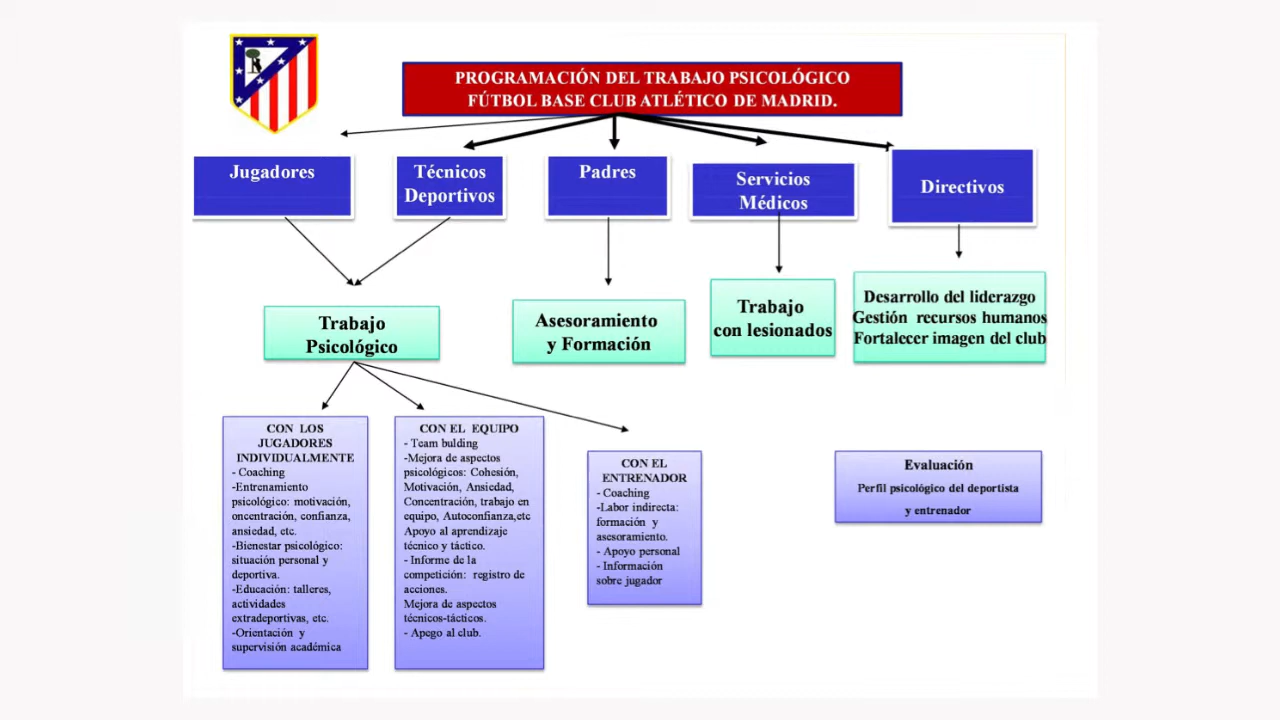 PROGRAMACIÓN DEL TRABAJO PSICOLÓGICO
FÚTBOL BASE CLUB ATLÉTICO DE MADRID.
Jugadores
Técnicos
Deportivos
Padres
Servicios
Médicos
Directivos
Trabajo
Psicológico
Asesoramiento
y Formación
Trabajo
con lesionados
Desarrollo del liderazgo
Gestión recursos humanos
Fortalecer imagen del club
CON LOS
JUGADORES
INDIVIDUALMENTE
- Coaching
-Entrenamiento
psicológico: motivación,
oncentración, confianza,
ansiedad, etc.
-Bienestar psicológico:
situación personal y
deportiva.
-Educación: talleres,
actividades
extradeportivas, etc.
-Orientación y
supervisión académica
CON EL EQUIPO
- Team bulding
-Mejora de aspectos
psicológicos: Cohesión,
Motivación, Ansiedad,
Concentración, trabajo en
equipo, Autoconfianza,etc
Apoyo al aprendizaje
técnico y táctico.
- Informe de la
competición: registro de
acciones.
Mejora de aspectos
técnicos-tácticos.
- Apego al club.
CON EL
ENTRENADOR
- Coaching
-Labor indirecta:
formación y
asesoramiento.
- Apoyo personal
- Información
sobre jugador
Evaluación
Perfil psicológico del deportista
y entrenador